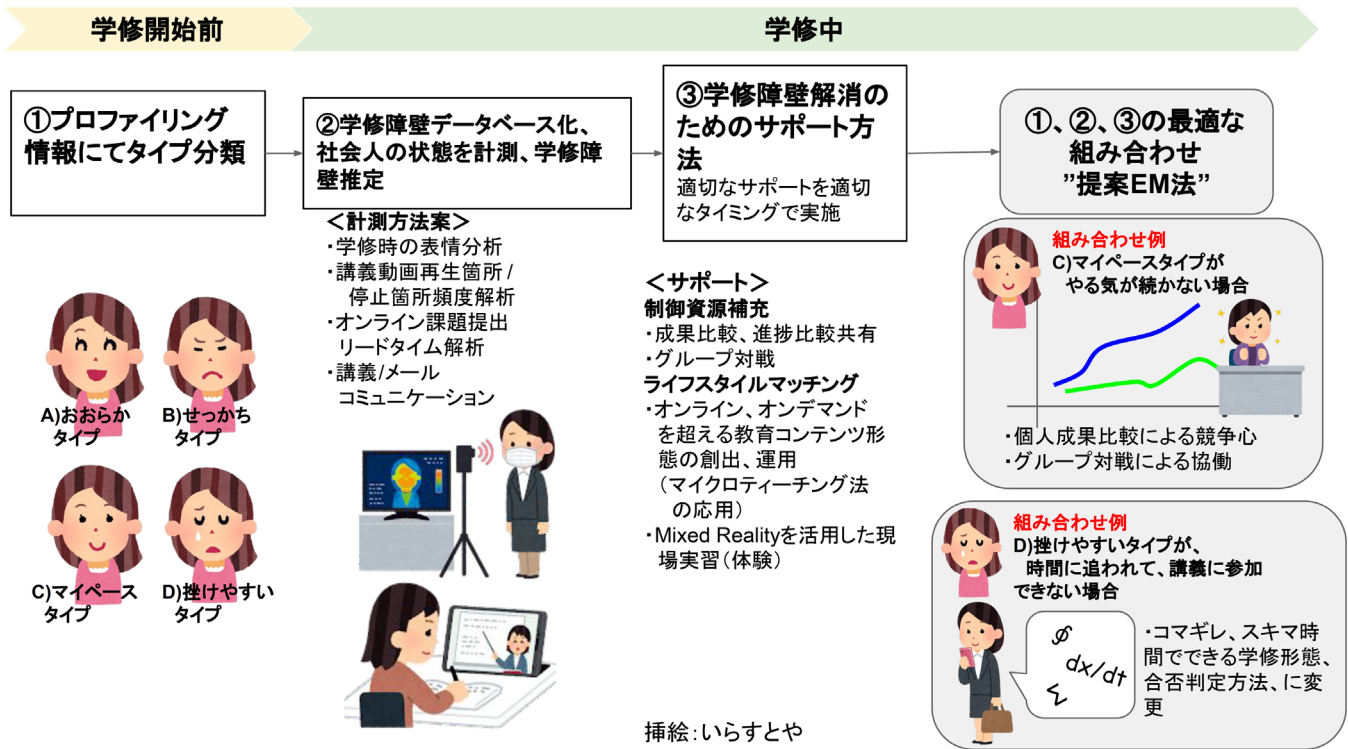 学修開始前
学修中
①プロファイリング
情報にてタイプ分類
②学修障壁データベース化、
社会人の状態を計測、学修障
壁推定
③学修障壁解消の
ためのサポート方
法
適切なサポートを適切
なタイミングで実施
①、②、③の最適な
組み合わせ
”提案EM法”
A)おおらか
タイプ
B)せっかち
タイプ
C)マイペース
タイプ
D)挫けやすい
タイプ
＜計測方法案＞
・学修時の表情分析
・講義動画再生箇所/
停止箇所頻度解析
・オンライン課題提出
リードタイム解析
・講義/メール
コミュニケーション
＜サポート＞
制御資源補充
・成果比較、進捗比較共有
・グループ対戦
ライフスタイルマッチング
・オンライン、オンデマンド
を超える教育コンテンツ形
態の創出、運用
（マイクロティーチング法
の応用）
・Mixed Realityを活用した現
場実習（体験）
組み合わせ例
C)マイペースタイプが
やる気が続かない場合
・個人成果比較による競争心
・グループ対戦による協働
組み合わせ例
D)挫けやすいタイプが、
時間に追われて、講義に参加
できない場合
∮
dx/dt
Σ
・コマギレ、スキマ時
間でできる学修形態、
合否判定方法、に変
更
挿絵：いらすとや